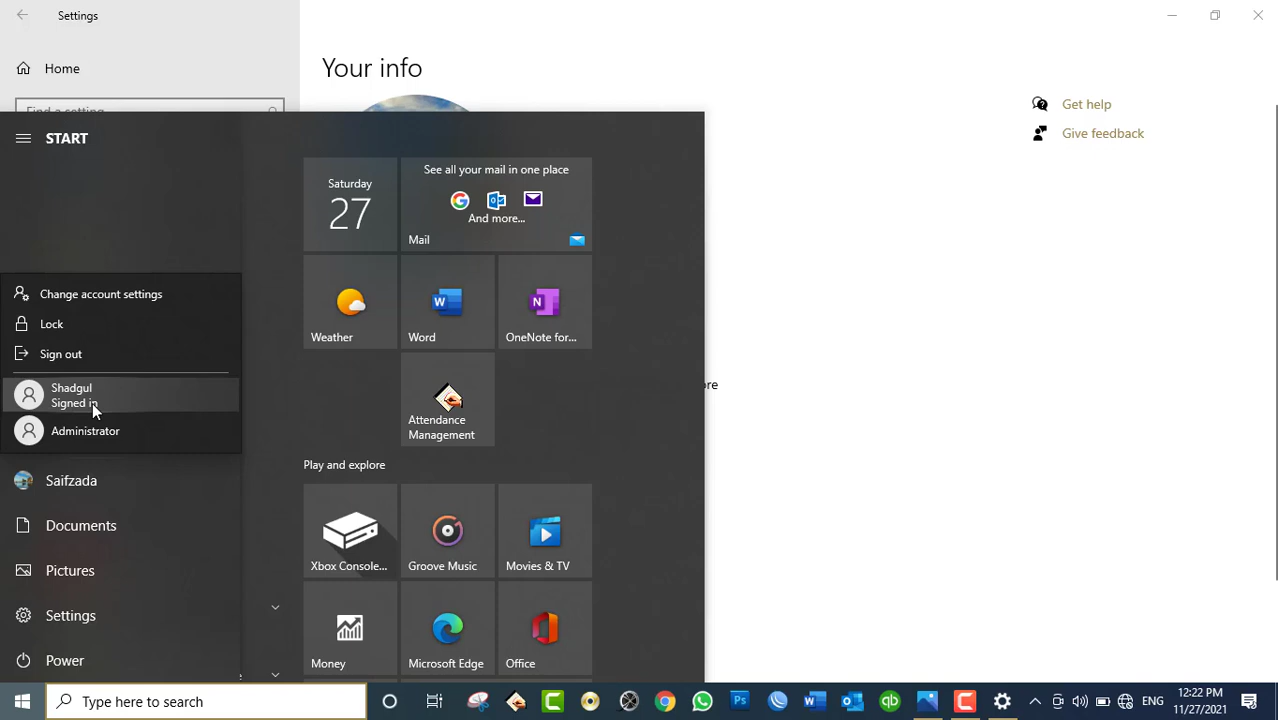 Settings
Home
Find a setting
Your info
Get help
Give feedback
START
Change account settings
Lock
Sign out
Shadgul
Signed in
Administrator
Saifzada
Documents
Pictures
Settings
Power
Saturday
27
See all your mail in one place
And more...
Mail
Weather
Word
OneNote for...
Attendance
Management
Play and explore
Xbox Console...
Groove Music
Movies & TV
Money
Microsoft Edge
Office
Type here to search
ENG
12:22 PM
11/27/2021